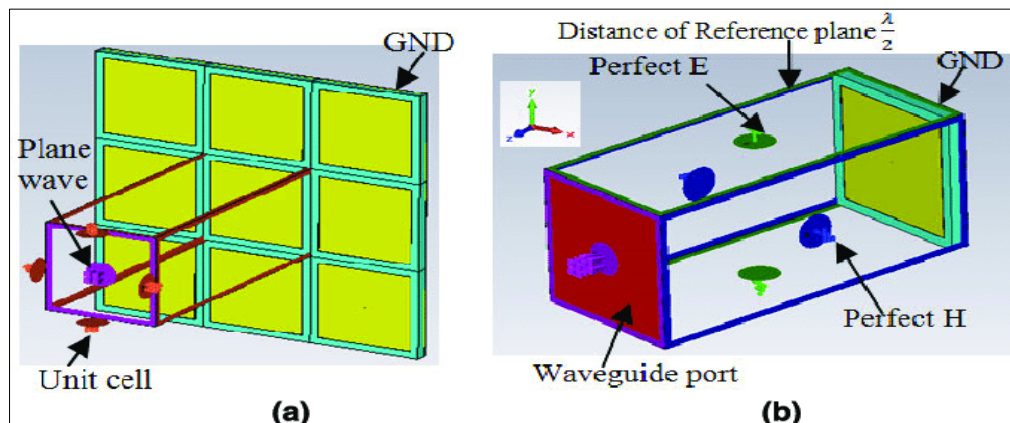 GND
Plane
wave
Unit cell
(a)
Distance of Reference plane λ/2
Perfect E
GND
y
x
z
Perfect H
Waveguide port
(b)